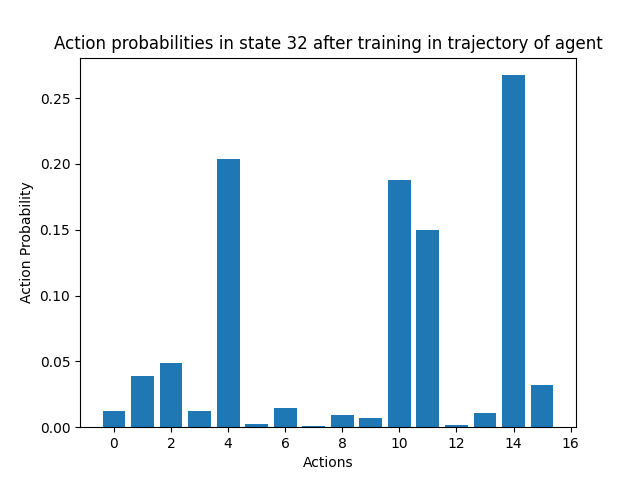 Action probabilities in state 32 after training in trajectory of agent
0.25
0.20
0.15
0.10
0.05
0.00
Action Probability
0 2 4 6 8 10 12 14 16
Actions